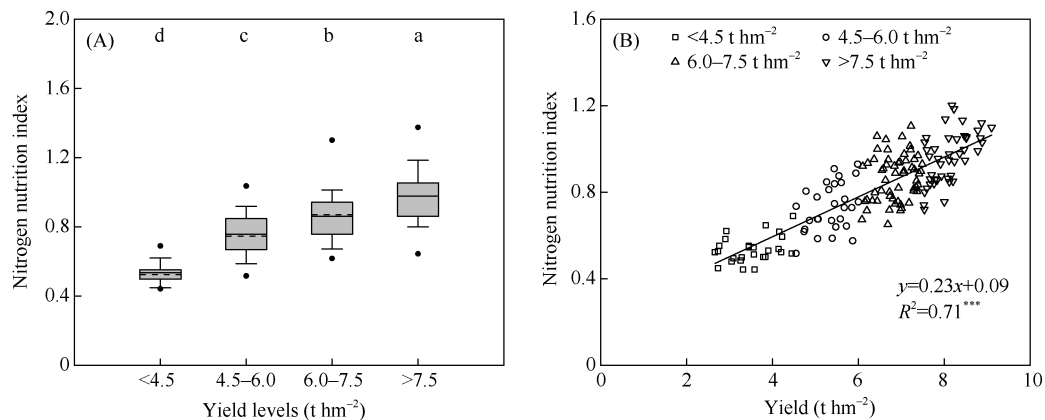 (A)
d c b a
Nitrogen nutrition index
2.0
1.6
1.2
0.8
0.4
0
<4.5 4.5–6.0 6.0–7.5 >7.5
Yield levels (t hm⁻²)
(B)
<4.5 t hm⁻² 4.5–6.0 t hm⁻²
6.0–7.5 t hm⁻² >7.5 t hm⁻²
Nitrogen nutrition index
1.6
1.2
0.8
0.4
0
y=0.23x+0.09
R²=0.71***
0 2 4 6 8 10
Yield (t hm⁻²)